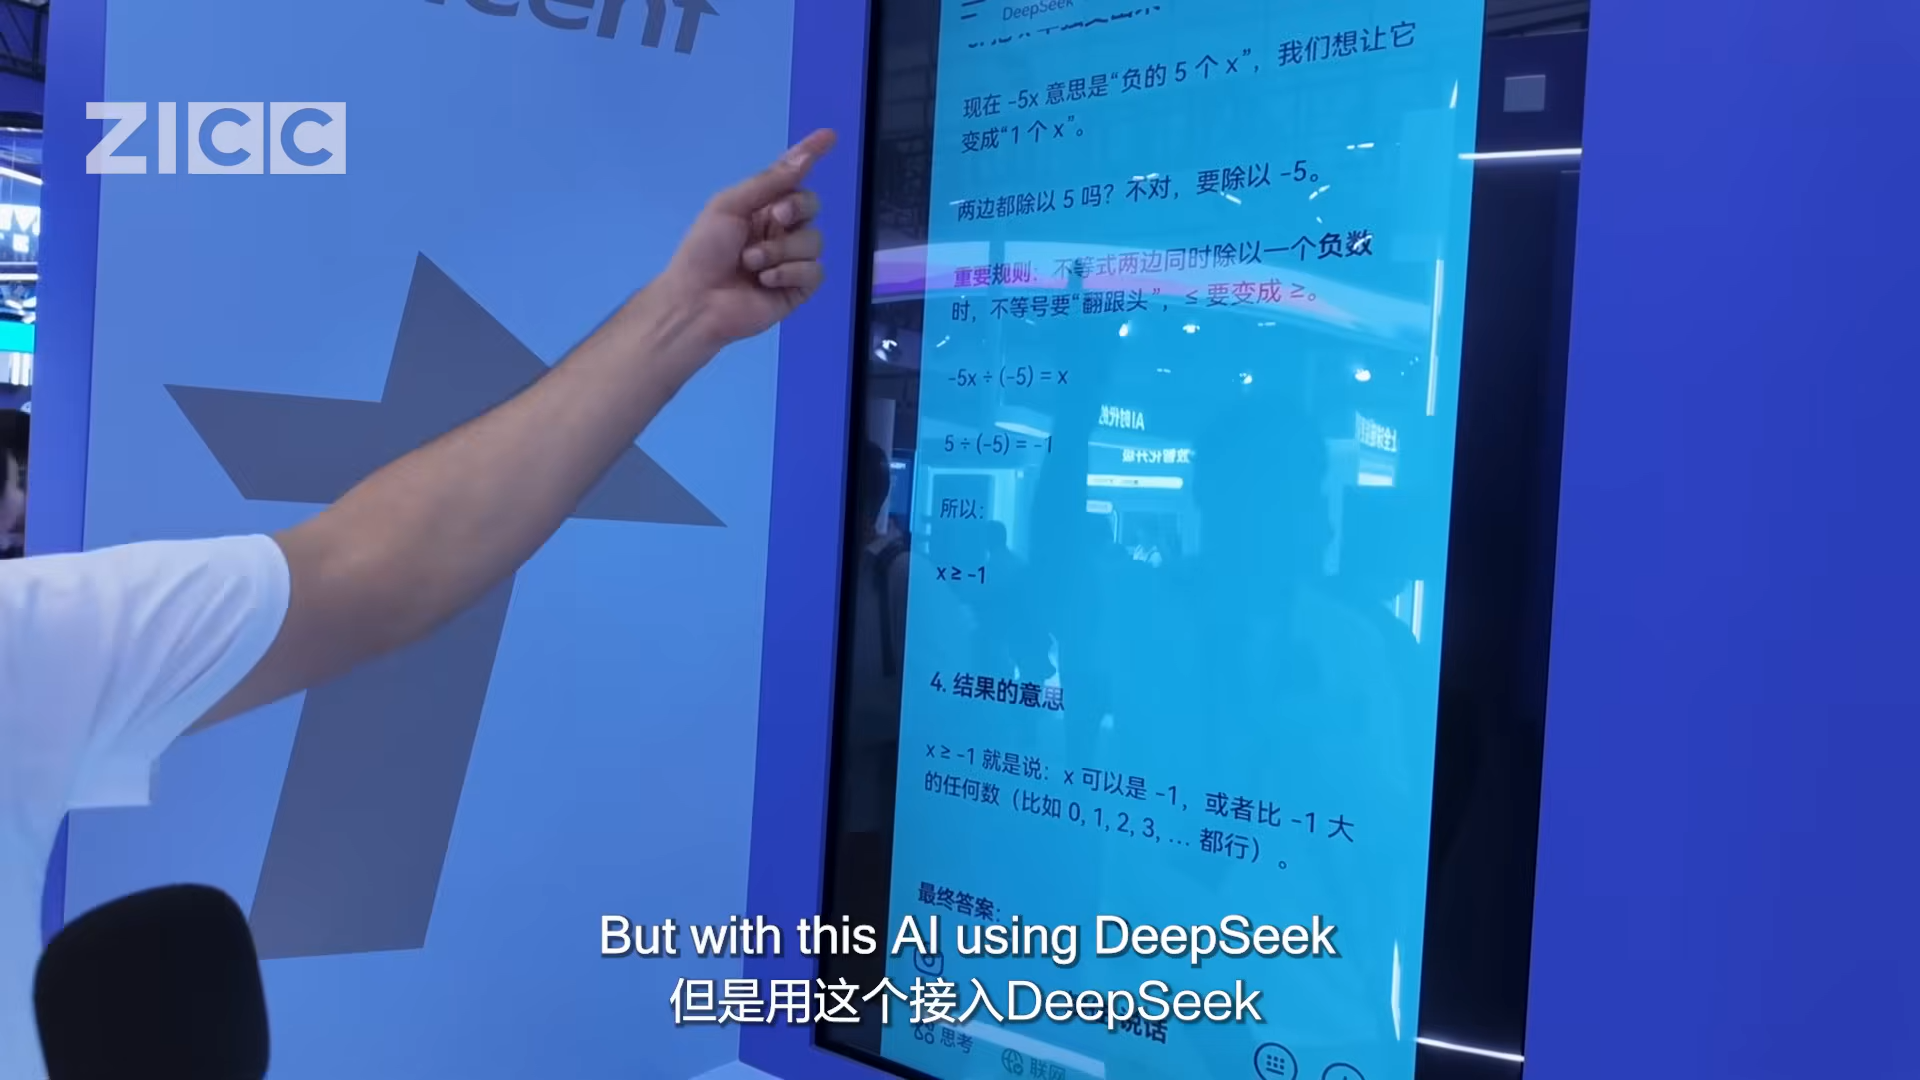 ZICC
DeepSeek
现在 -5x 意思是“负的 5 个 x”，我们想让它
变成“1 个 x”。
两边都除以 5 吗？不对，要除以 -5。
重要规则：不等式两边同时除以一个负数
时，不等号要“翻跟头”，≤ 要变成 ≥。
-5x ÷ (-5) = x
5 ÷ (-5) = -1
所以：
x ≥ -1
4. 结果的意思
x ≥ -1 就是说：x 可以是 -1，或者比 -1 大
的任何数（比如 0, 1, 2, 3, … 都行）。
最终答案：
说话
思考
联网
But with this AI using DeepSeek
但是用这个接入DeepSeek